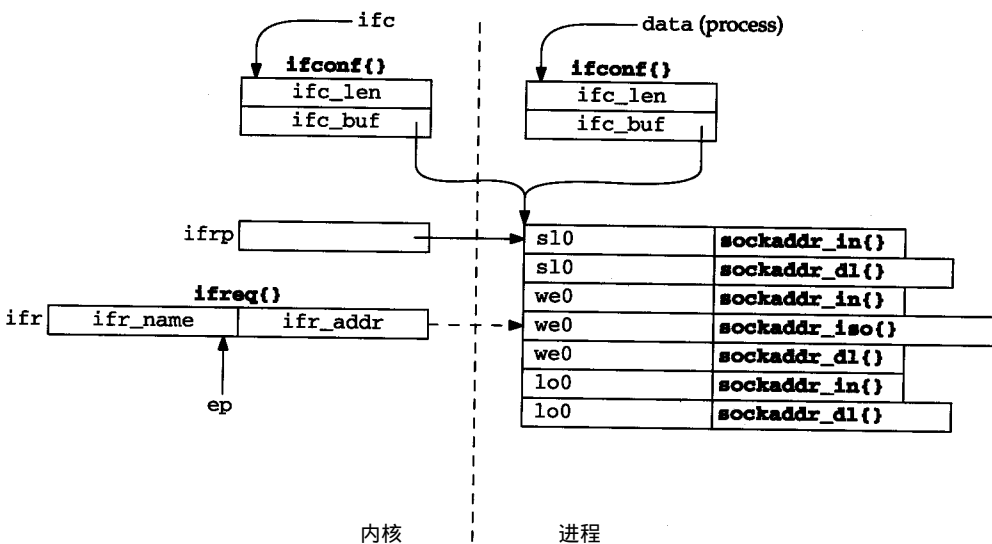 ifc
data (process)
ifconf{}
ifconf{}
ifc_len
ifc_len
ifc_buf
ifc_buf
ifrp
sl0 sockaddr_in{}
sl0 sockaddr_dl{}
ifreq{}
we0 sockaddr_in{}
ifr ifr_name ifr_addr
we0 sockaddr_iso{}
we0 sockaddr_dl{}
lo0 sockaddr_in{}
ep
lo0 sockaddr_dl{}
内核
进程